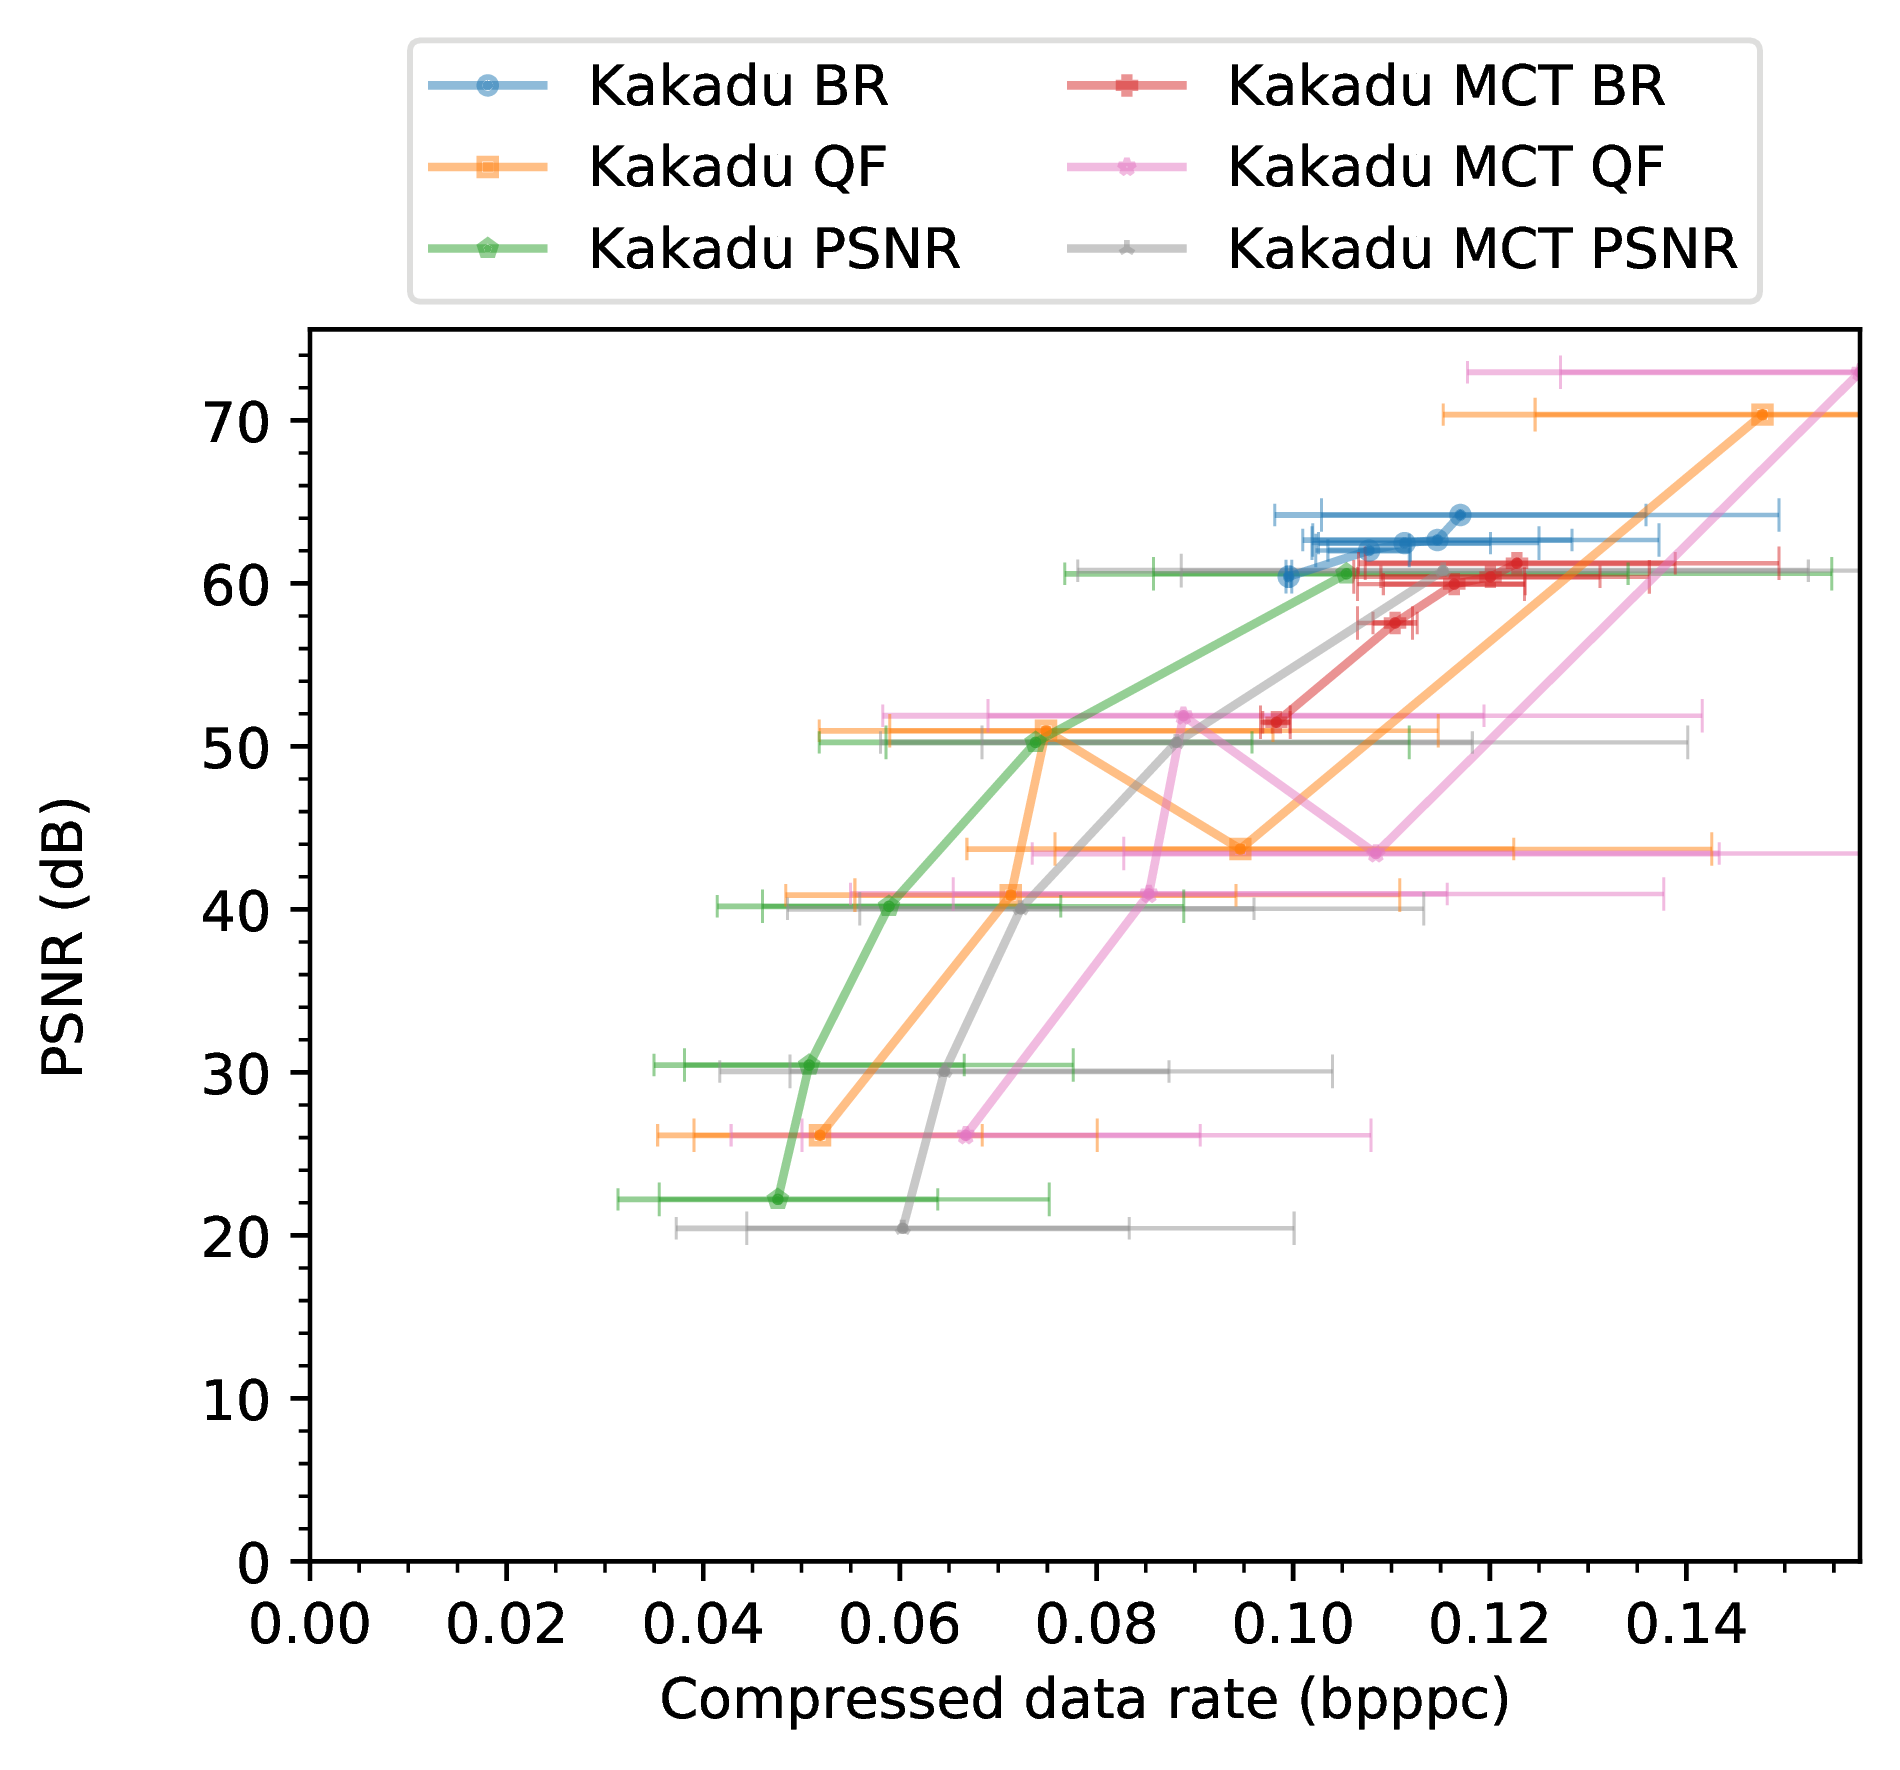 Kakadu BR
Kakadu QF
Kakadu PSNR
Kakadu MCT BR
Kakadu MCT QF
Kakadu MCT PSNR
PSNR (dB)
70
60
50
40
30
20
10
0
0.00 0.02 0.04 0.06 0.08 0.10 0.12 0.14
Compressed data rate (bpppc)